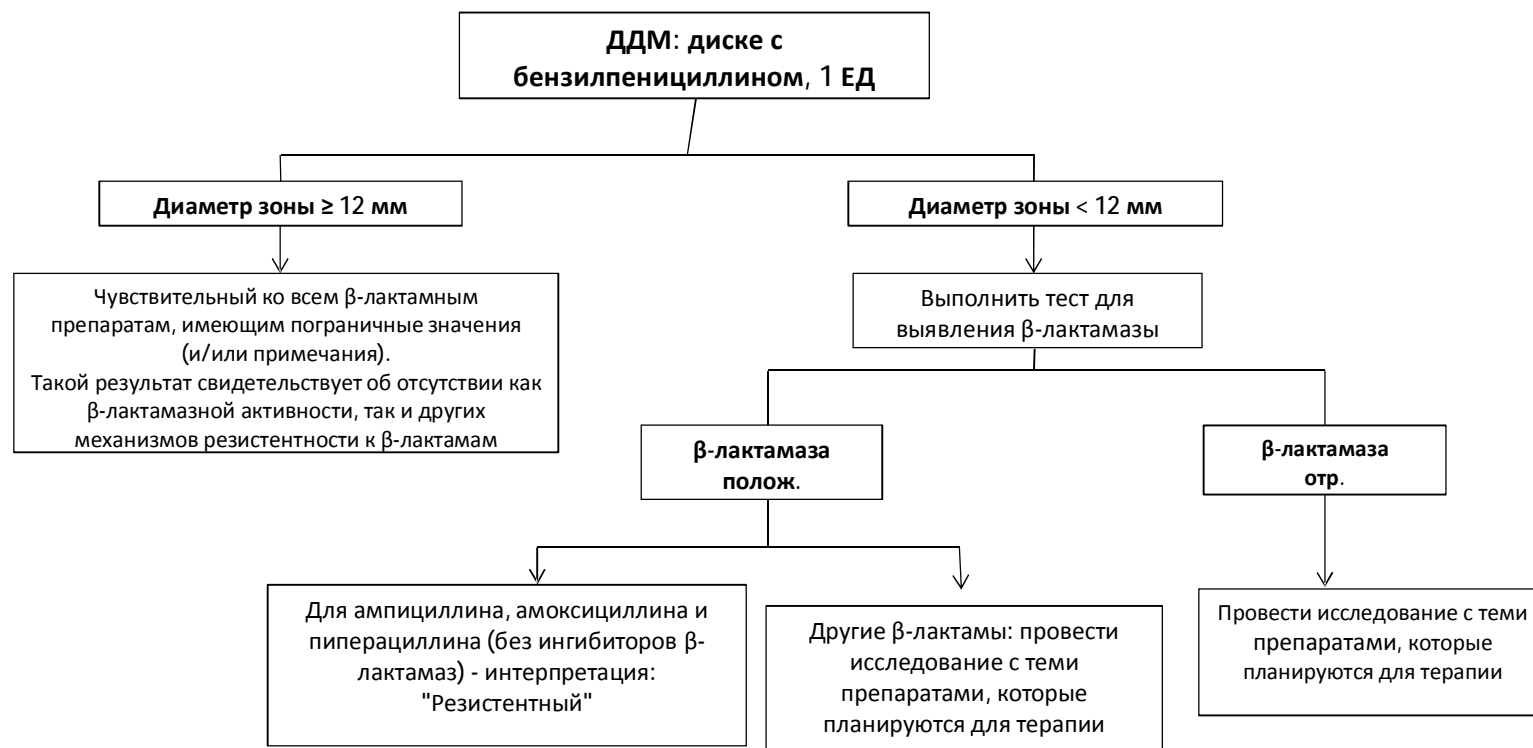 ДДМ: диске с
бензилпенициллином, 1 ЕД
Диаметр зоны ≥ 12 мм
Диаметр зоны < 12 мм
Чувствительный ко всем β-лактамным
препаратам, имеющим пограничные значения
(и/или примечания).
Такой результат свидетельствует об отсутствии как
β-лактамазной активности, так и других
механизмов резистентности к β-лактамам
Выполнить тест для
выявления β-лактамазы
β-лактамаза
полож.
β-лактамаза
отр.
Для ампициллина, амоксициллина и
пиперациллина (без ингибиторов β-
лактамаз) - интерпретация:
"Резистентный"
Другие β-лактамы: провести
исследование с теми
препаратами, которые
планируются для терапии
Провести исследование с теми
препаратами, которые
планируются для терапии